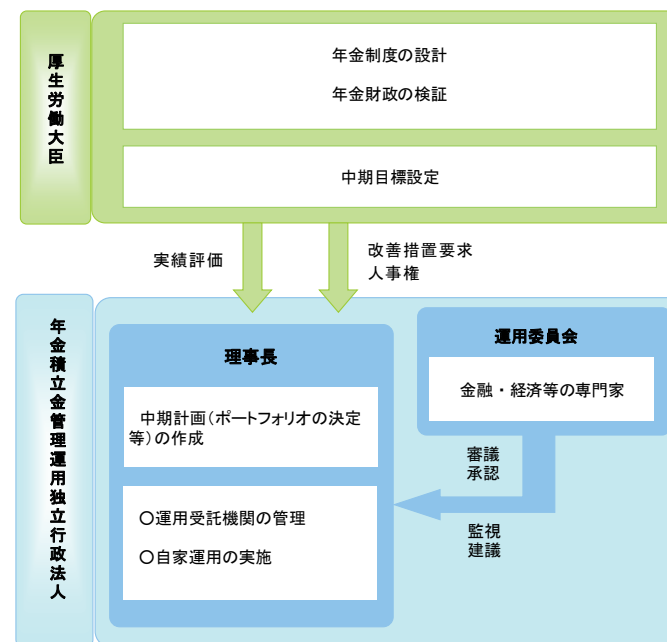 厚生労働大臣
年金制度の設計
年金財政の検証
中期目標設定
実績評価
改善措置要求
人事権
年金積立金管理運用独立行政法人
理事長
中期計画(ポートフォリオの決定
等)の作成
〇運用受託機関の管理
〇自家運用の実施
運用委員会
金融・経済等の専門家
審議
承認
監視
建議